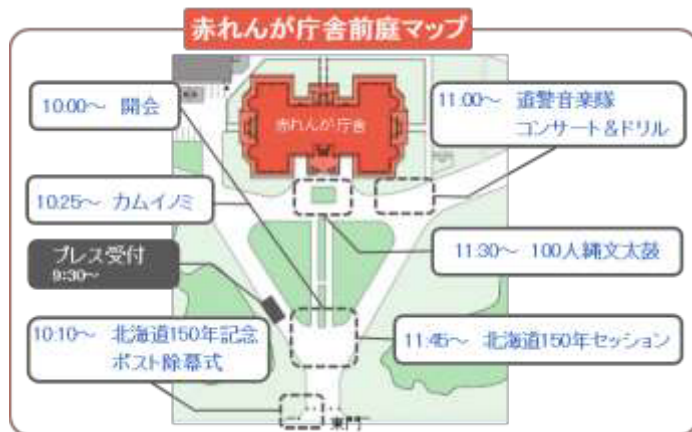 赤れんが庁舎前庭マップ
10:00～ 開会
赤れんが庁舎
11:00～ 道警音楽隊
コンサート＆ドリル
10:25～ カムイノミ
プレス受付
9:30～
11:30～ 100人縄文太鼓
10:10～ 北海道150年記念
ポスト除幕式
11:45～ 北海道150年セッション
東門